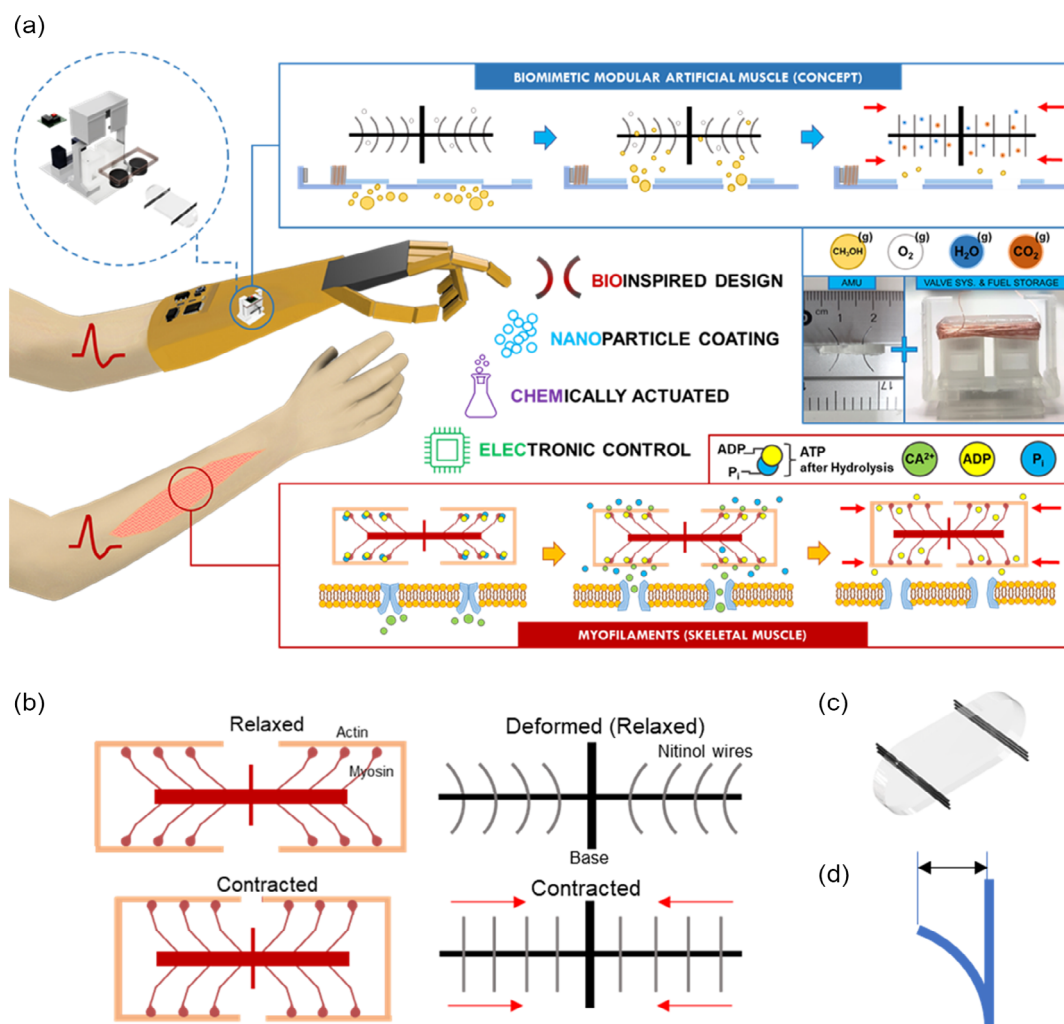 (a)
BIOMIMETIC MODULAR ARTIFICIAL MUSCLE (CONCEPT)
CH₃OH (g)
O₂ (g)
H₂O (g)
CO₂ (g)
AMU
VALVE SYS. & FUEL STORAGE
cm 1 2
17
BIOINSPIRED DESIGN
NANOPARTICLE COATING
CHEMICALLY ACTUATED
ELECTRONIC CONTROL
ADP
Pᵢ
ATP
after Hydrolysis
CA²⁺
ADP
Pᵢ
MYOFILAMENTS (SKELETAL MUSCLE)
(b)
Relaxed
Actin
Myosin
Contracted
Deformed (Relaxed)
Nitinol wires
Base
Contracted
(c)
(d)